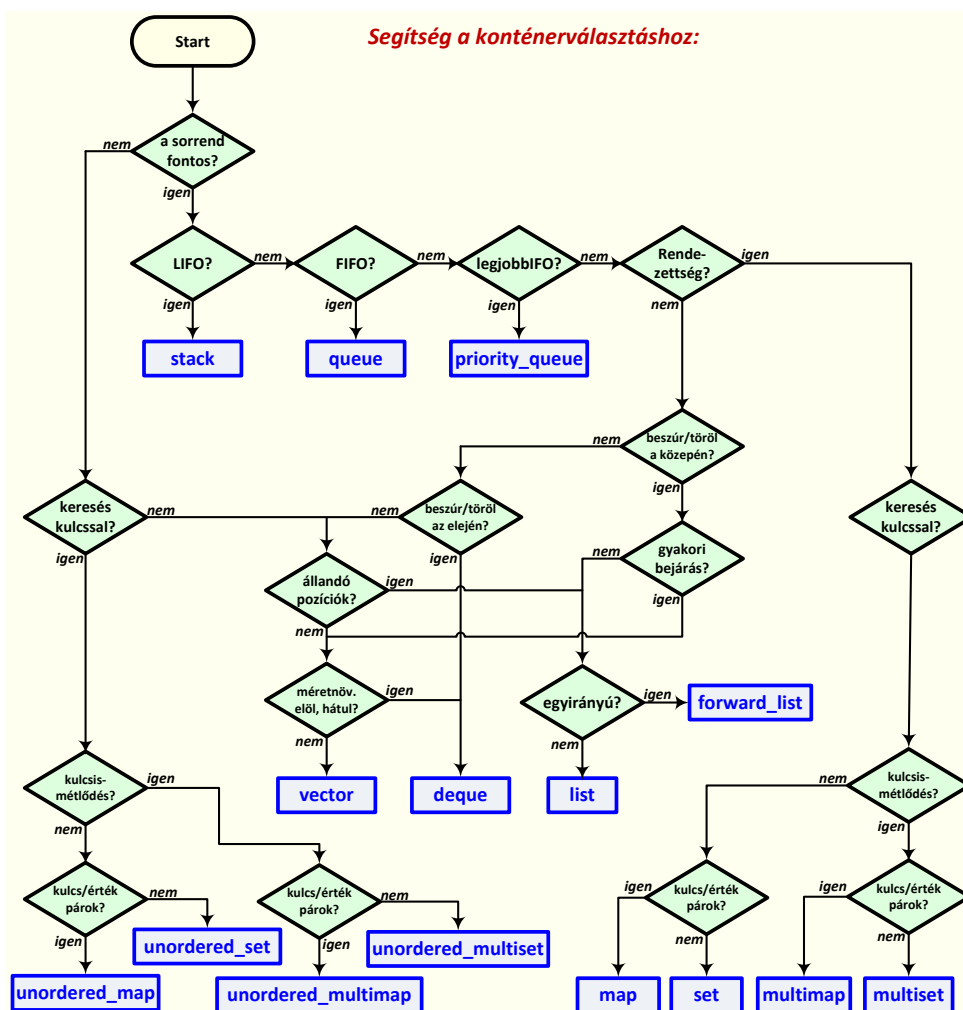 Segítség a konténerválasztáshoz:
Start
a sorrend
fontos?
nem
igen
LIFO?
nem
igen
FIFO?
nem
igen
legjobbIFO?
nem
igen
Rende-
zettség?
igen
nem
stack
queue
priority_queue
beszúr/töröl
a közepén?
nem
igen
keresés
kulcssal?
nem
igen
beszúr/töröl
az elején?
nem
igen
gyakori
bejárás?
nem
igen
keresés
kulcssal?
állandó
pozíciók?
igen
nem
méretnöv.
elöl, hátul?
igen
nem
egyirányú?
igen
nem
forward_list
vector
deque
list
kulcsis-
métlődés?
igen
nem
kulcsis-
métlődés?
nem
igen
kulcs/érték
párok?
nem
igen
kulcs/érték
párok?
nem
igen
kulcs/érték
párok?
igen
nem
kulcs/érték
párok?
igen
nem
unordered_set
unordered_multiset
unordered_map
unordered_multimap
map
set
multimap
multiset